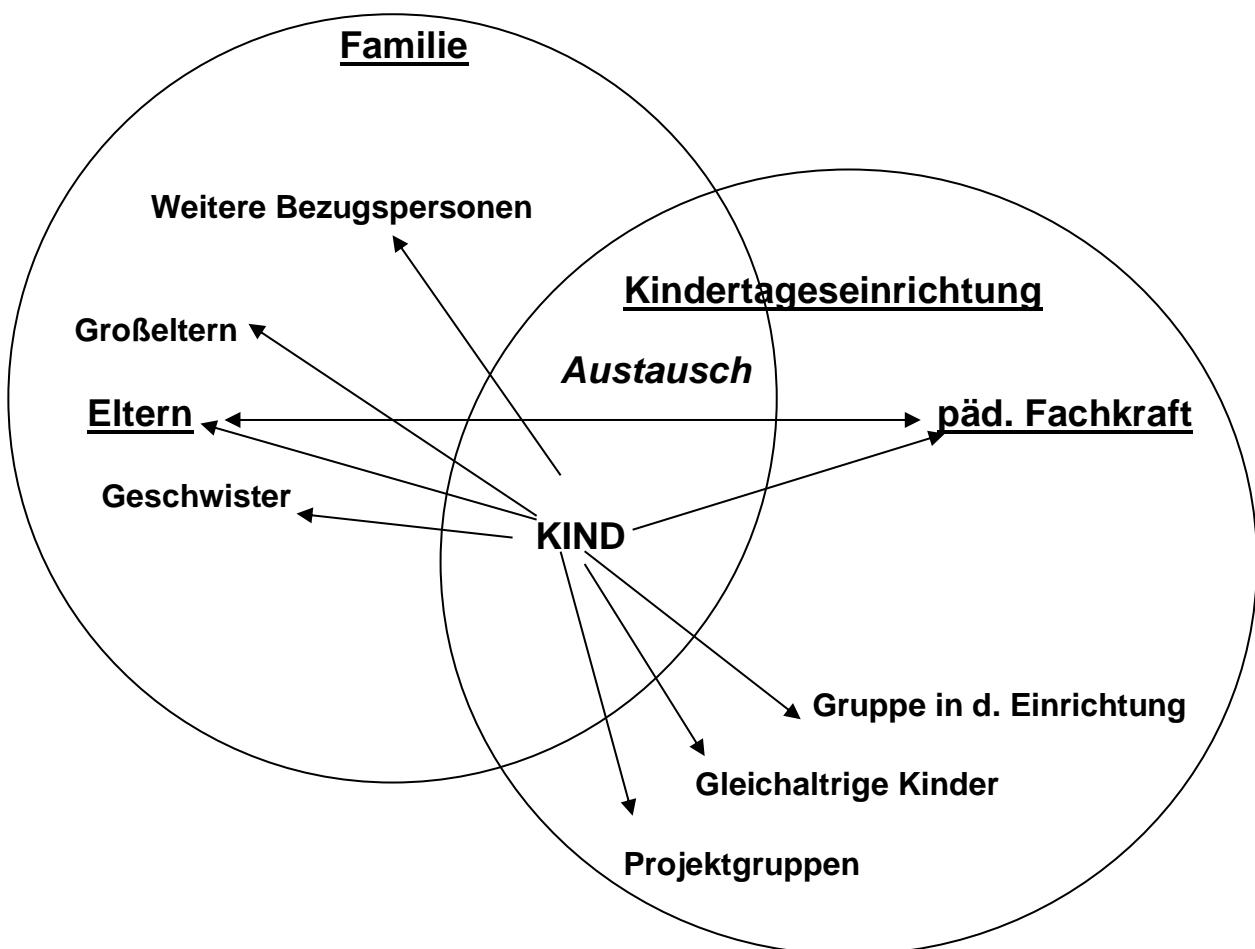 Familie
Weitere Bezugspersonen
Kindertageseinrichtung
Großeltern
Austausch
Eltern
päd. Fachkraft
Geschwister
KIND
Gruppe in d. Einrichtung
Gleichaltrige Kinder
Projektgruppen